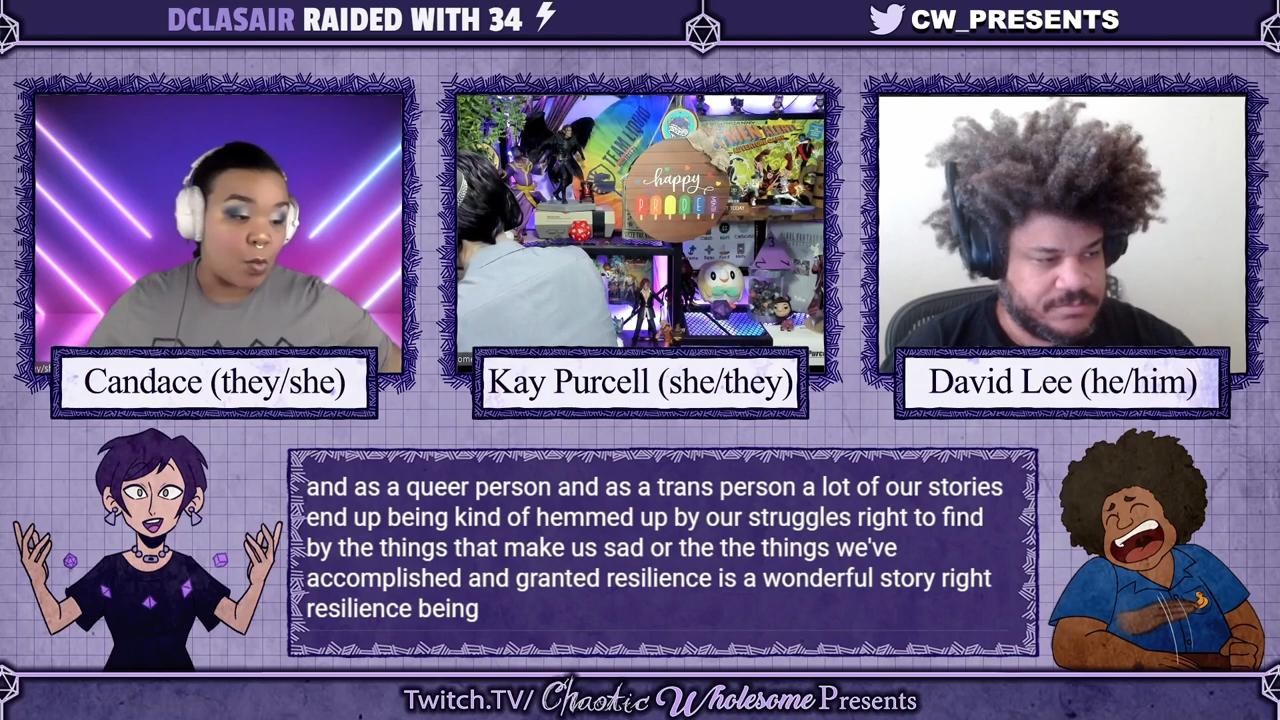 DCLASAIR RAIDED WITH 34
CW_PRESENTS
TEAM LIQUID
happy
PRIDE
Candace (they/she)
Kay Purcell (she/they)
David Lee (he/him)
and as a queer person and as a trans person a lot of our stories
end up being kind of hemmed up by our struggles right to find
by the things that make us sad or the the things we've
accomplished and granted resilience is a wonderful story right
resilience being
Twitch.TV/ Chaotic Wholesome Presents